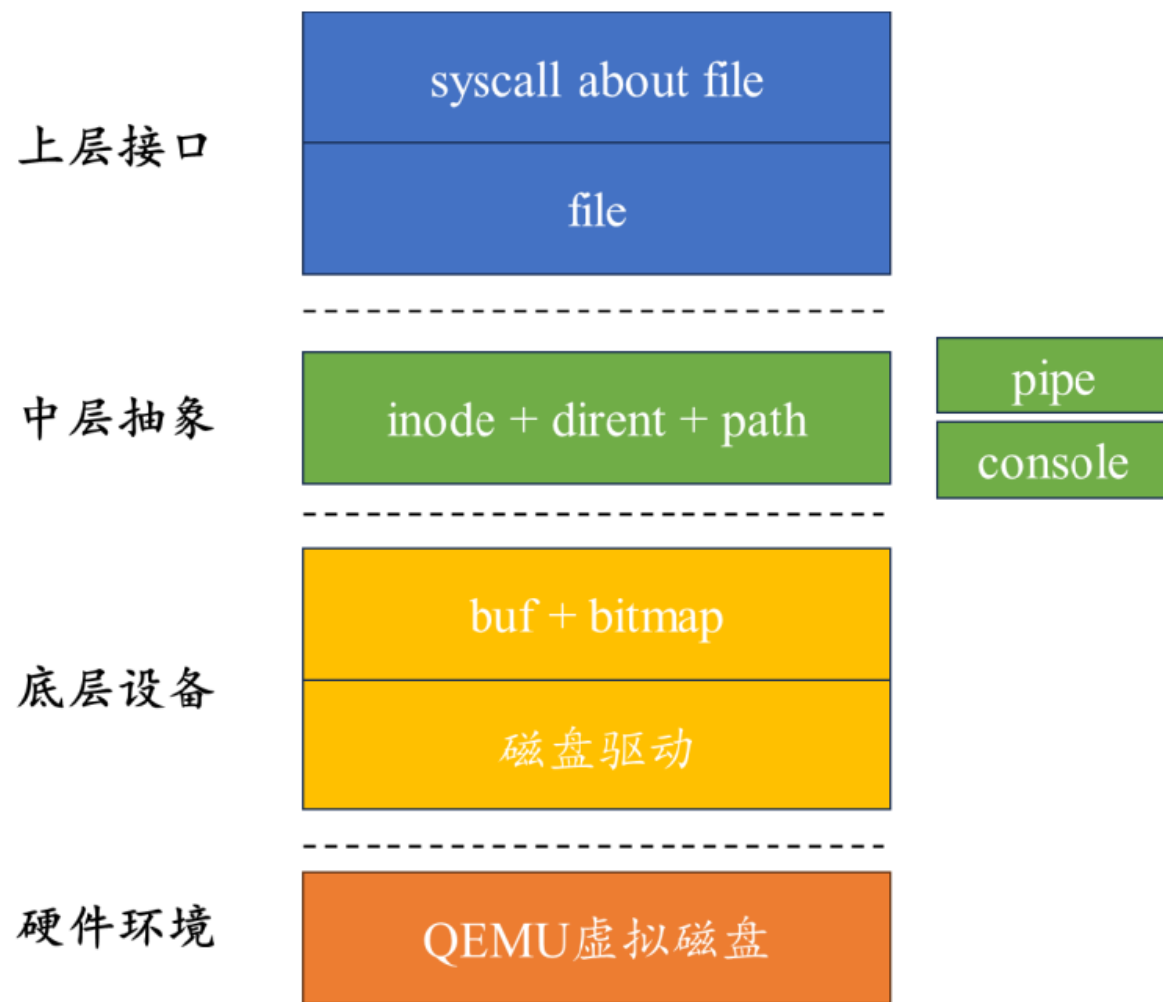 syscall about file
上层接口
file
中层抽象
inode + dirent + path
pipe
console
底层设备
buf + bitmap
磁盘驱动
硬件环境
QEMU虚拟磁盘